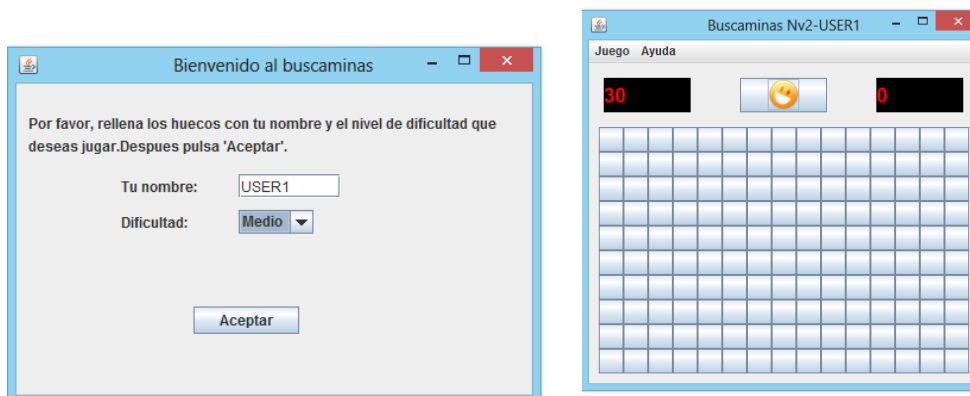 Bienvenido al buscaminas
Por favor, rellena los huecos con tu nombre y el nivel de dificultad que
deseas jugar.Despues pulsa 'Aceptar'.
Tu nombre: USER1
Dificultad: Medio
Aceptar
Buscaminas Nv2-USER1
Juego Ayuda
30 0